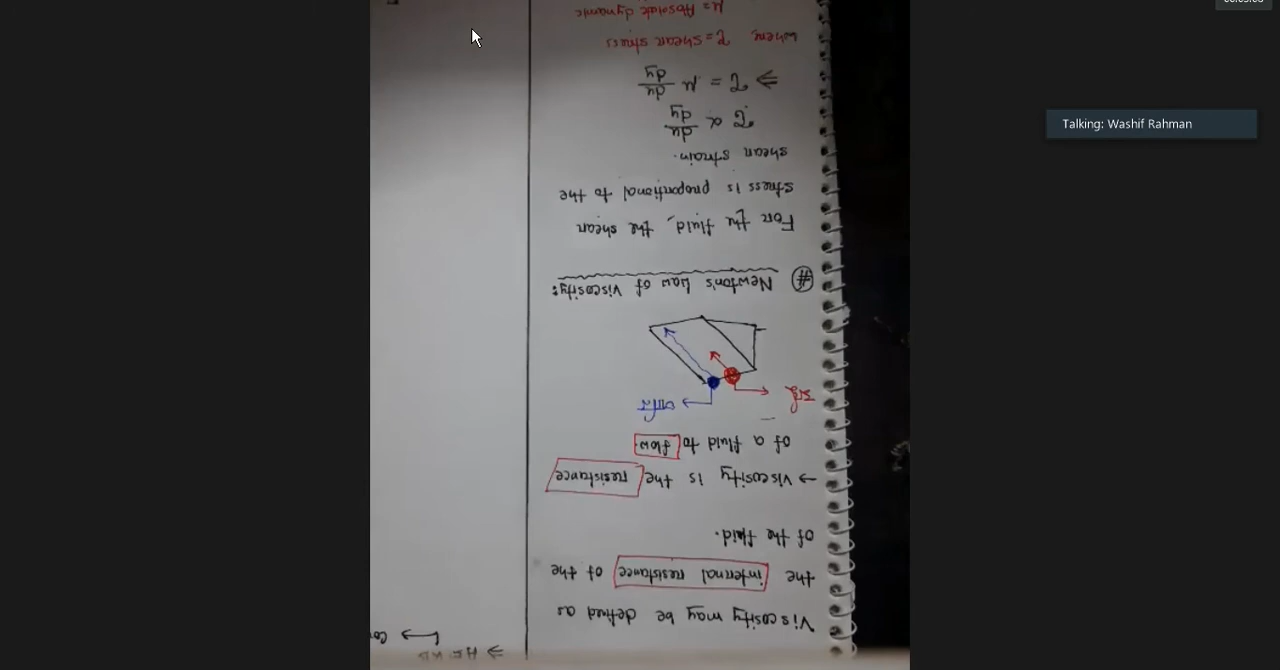 Talking: Washif Rahman
Viscosity may be defined as
the internal resistance of the
of the fluid.
→ Viscosity is the resistance
of a fluid to flow.
মধু
পানি
# Newton's Law of Viscosity:
For the fluid, the shear
stress is proportional to the
shear strain.
τ α du/dy
⇒ τ = μ du/dy
where, τ = shear stress
μ = Absolute dynamic